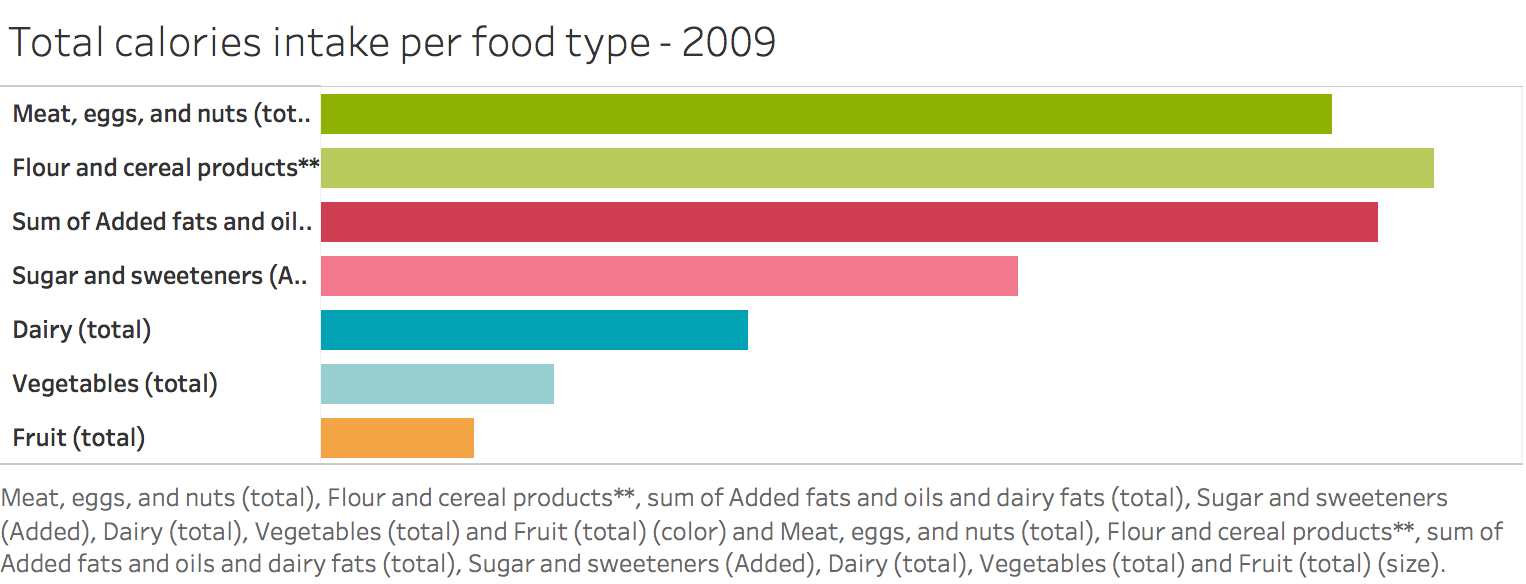 Total calories intake per food type - 2009
Meat, eggs, and nuts (tot..
Flour and cereal products**
Sum of Added fats and oil..
Sugar and sweeteners (A..
Dairy (total)
Vegetables (total)
Fruit (total)
Meat, eggs, and nuts (total), Flour and cereal products**, sum of Added fats and oils and dairy fats (total), Sugar and sweeteners
(Added), Dairy (total), Vegetables (total) and Fruit (total) (color) and Meat, eggs, and nuts (total), Flour and cereal products**, sum of
Added fats and oils and dairy fats (total), Sugar and sweeteners (Added), Dairy (total), Vegetables (total) and Fruit (total) (size).